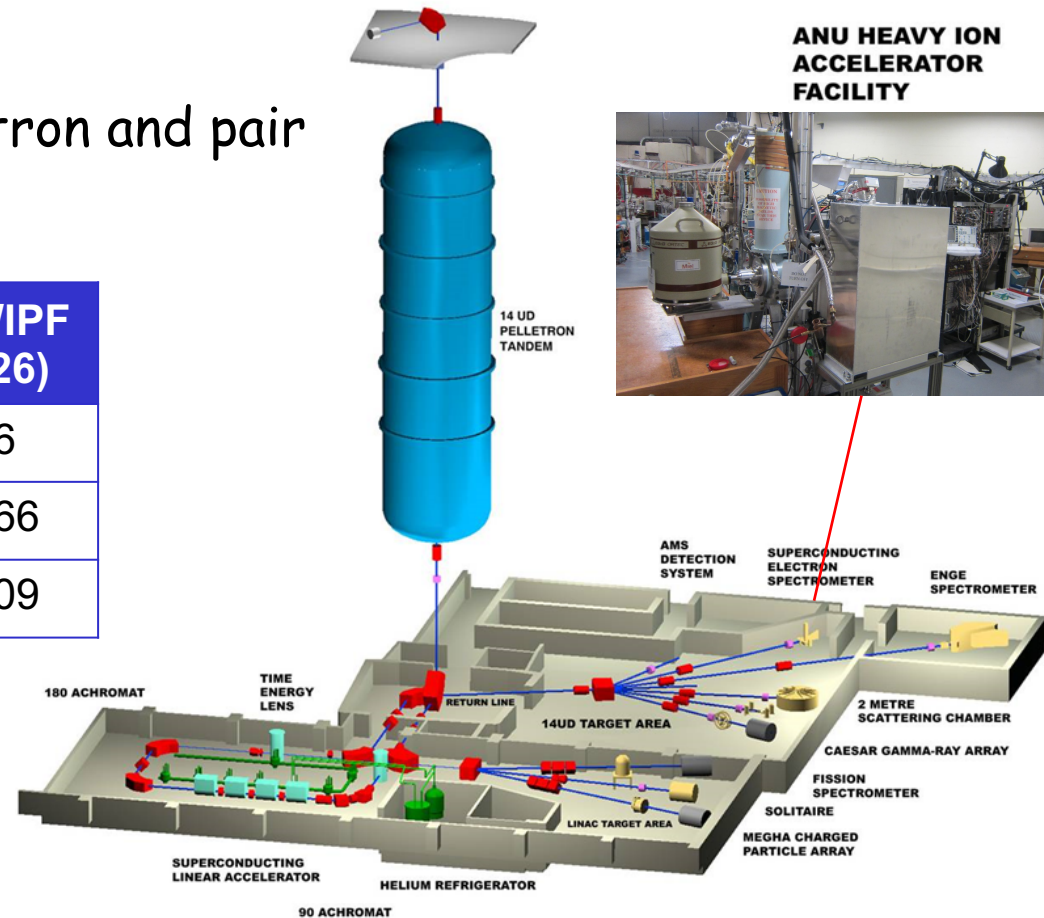 ANU HEAVY ION
ACCELERATOR
FACILITY
rron and pair
/IPF
26)
6
66
09
14 UD
PELLETRON
TANDEM
CAUTION
AMS
DETECTION
SYSTEM
SUPERCONDUCTING
ELECTRON
SPECTROMETER
ENGE
SPECTROMETER
180 ACHROMAT
TIME
ENERGY
LENS
RETURN LINE
14UD TARGET AREA
2 METRE
SCATTERING CHAMBER
CAESAR GAMMA-RAY ARRAY
FISSION
SPECTROMETER
SOLITAIRE
LINAC TARGET AREA
MEGHA CHARGED
PARTICLE ARRAY
SUPERCONDUCTING
LINEAR ACCELERATOR
HELIUM REFRIGERATOR
90 ACHROMAT